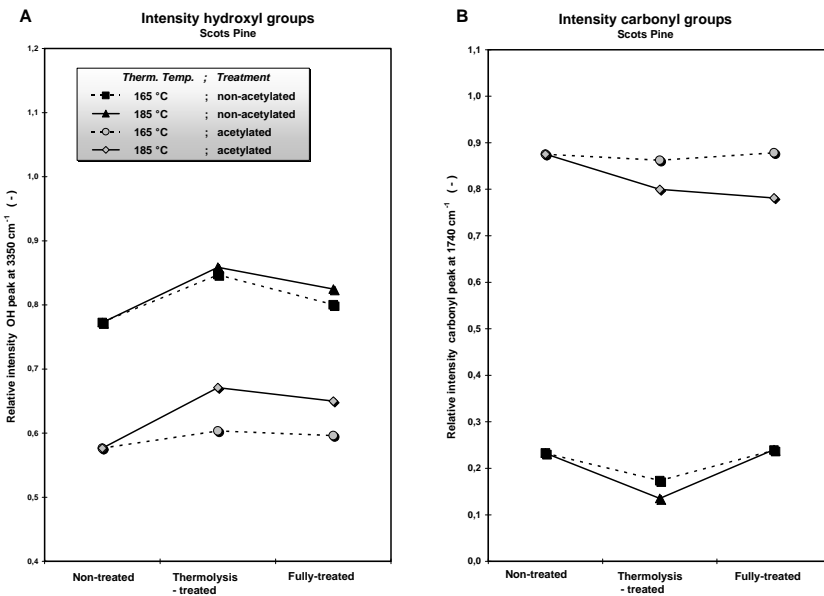 A
Intensity hydroxyl groups
Scots Pine
Relative intensity OH peak at 3350 cm⁻¹ (-)
1,2
1,1
1,0
0,9
0,8
0,7
0,6
0,5
0,4
Therm. Temp. ; Treatment
165 °C ; non-acetylated
185 °C ; non-acetylated
165 °C ; acetylated
185 °C ; acetylated
Non-treated
Thermolysis
- treated
Fully-treated
B
Intensity carbonyl groups
Scots Pine
Relative intensity carbonyl peak at 1740 cm⁻¹ (-)
1,1
1,0
0,9
0,8
0,7
0,6
0,5
0,4
0,3
0,2
0,1
0,0
Non-treated
Thermolysis
- treated
Fully-treated